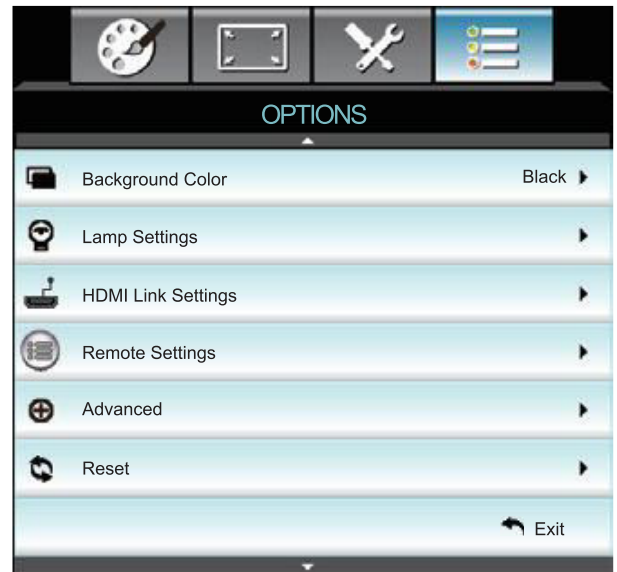 OPTIONS
Background Color Black
Lamp Settings
HDMI Link Settings
Remote Settings
Advanced
Reset
Exit